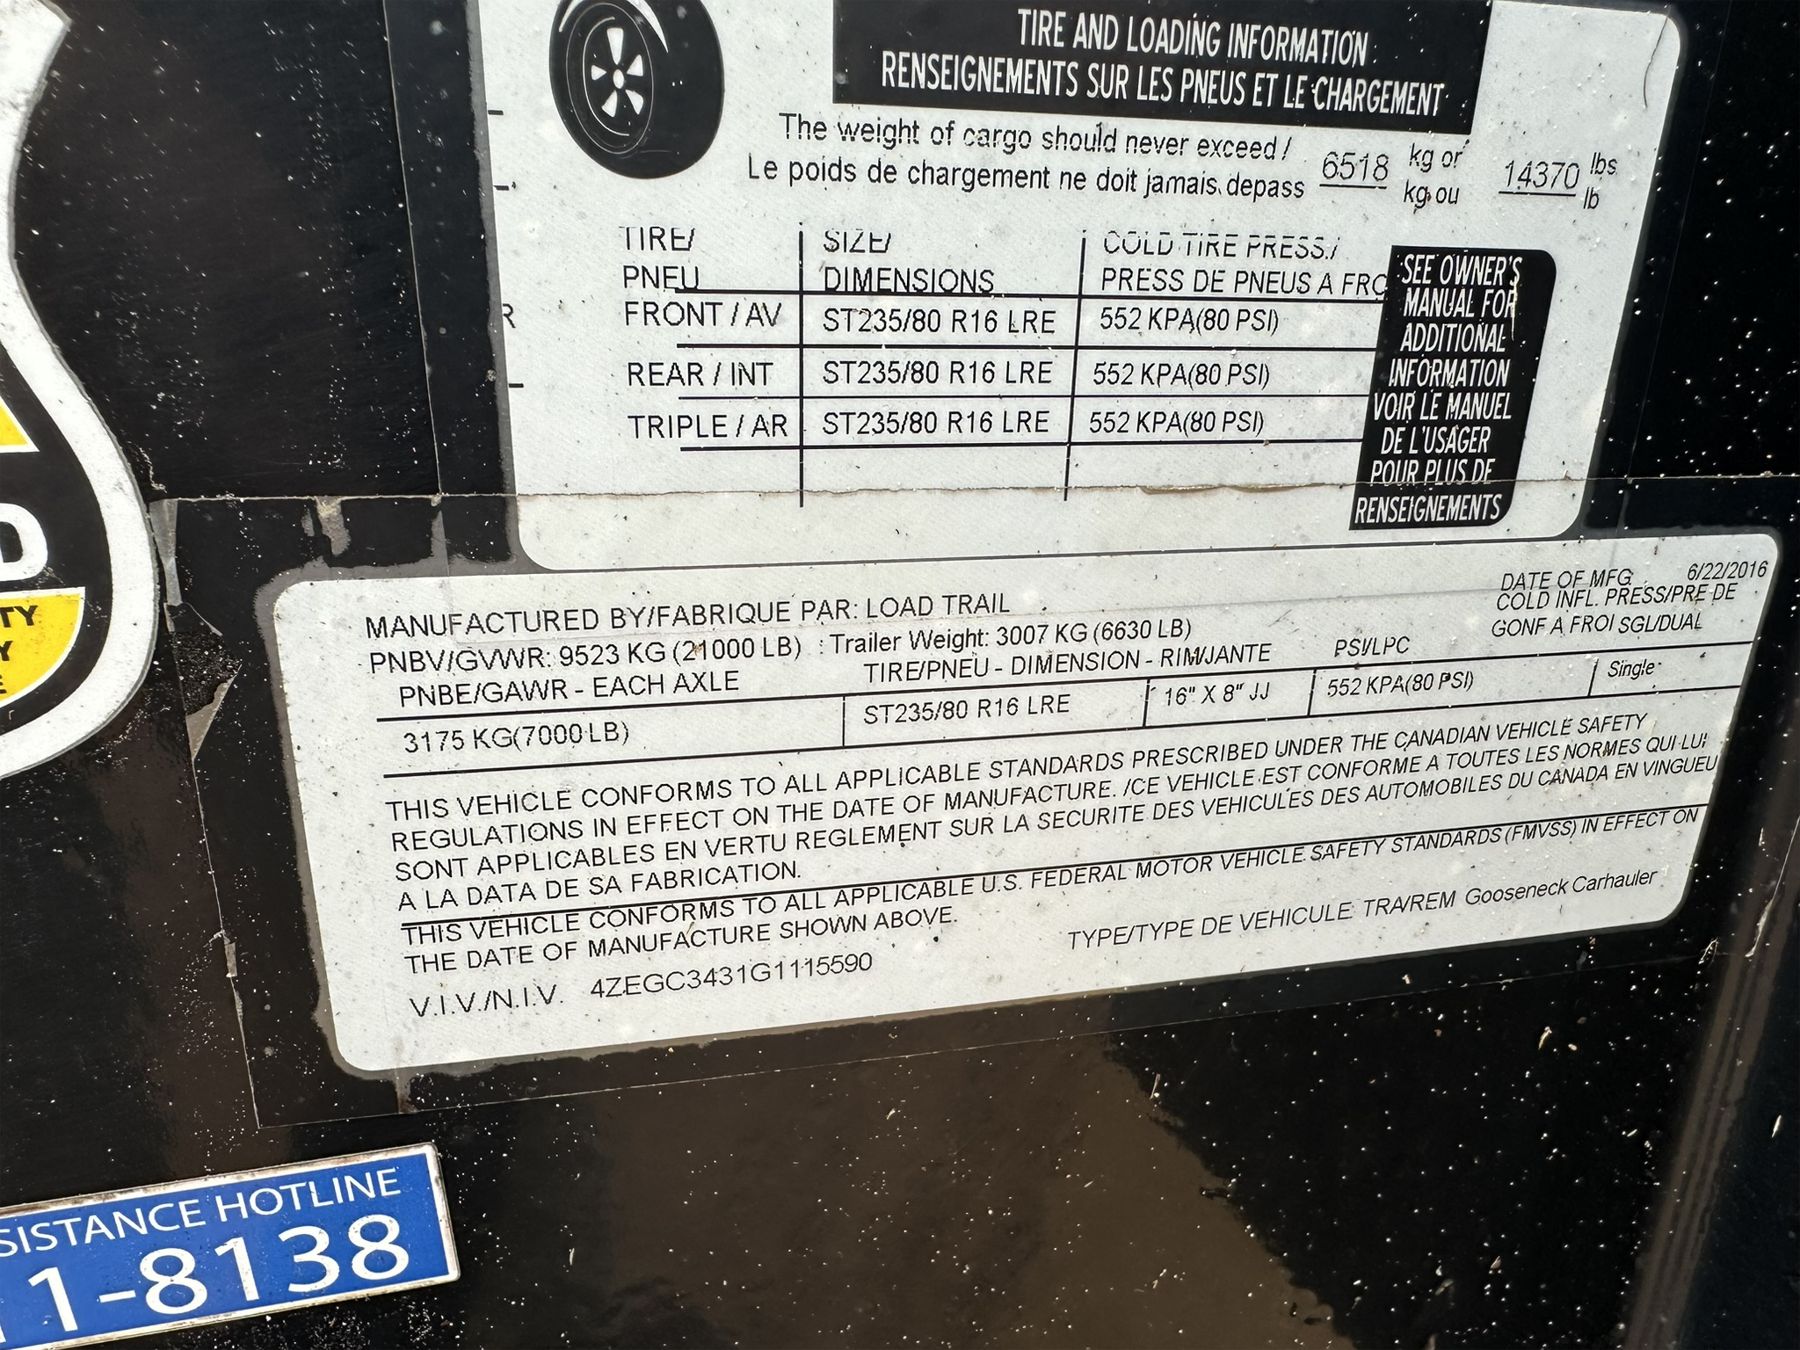 TIRE AND LOADING INFORMATION
RENSEIGNEMENTS SUR LES PNEUS ET LE CHARGEMENT
The weight of cargo should never exceed / 6518 kg or 14370 lbs
Le poids de chargement ne doit jamais depass kg ou lb
TIRE/ SIZE/ COLD TIRE PRESS./
PNEU DIMENSIONS PRESS DE PNEUS A FRO
FRONT / AV ST235/80 R16 LRE 552 KPA(80 PSI)
REAR / INT ST235/80 R16 LRE 552 KPA(80 PSI)
TRIPLE / AR ST235/80 R16 LRE 552 KPA(80 PSI)
SEE OWNER'S
MANUAL FOR
ADDITIONAL
INFORMATION
VOIR LE MANUEL
DE L'USAGER
POUR PLUS DE
RENSEIGNEMENTS
R
D
TY
Y
E
MANUFACTURED BY/FABRIQUE PAR: LOAD TRAIL
DATE OF MFG 6/22/2016
PNBV/GVWR: 9523 KG (21000 LB) : Trailer Weight: 3007 KG (6630 LB)
COLD INFL. PRESS/PRE DE
GONF A FROI SGL/DUAL
PNBE/GAWR - EACH AXLE TIRE/PNEU - DIMENSION - RIM/JANTE PSI/LPC
3175 KG(7000 LB) ST235/80 R16 LRE 16" X 8" JJ 552 KPA(80 PSI) Single
THIS VEHICLE CONFORMS TO ALL APPLICABLE STANDARDS PRESCRIBED UNDER THE CANADIAN VEHICLE SAFETY
REGULATIONS IN EFFECT ON THE DATE OF MANUFACTURE. /CE VEHICLE EST CONFORME A TOUTES LES NORMES QUI LUI
SONT APPLICABLES EN VERTU REGLEMENT SUR LA SECURITE DES VEHICULES DES AUTOMOBILES DU CANADA EN VINGUEU
A LA DATA DE SA FABRICATION.
THIS VEHICLE CONFORMS TO ALL APPLICABLE U.S. FEDERAL MOTOR VEHICLE SAFETY STANDARDS (FMVSS) IN EFFECT ON
THE DATE OF MANUFACTURE SHOWN ABOVE.
V.I.V./N.I.V. 4ZEGC3431G1115590 TYPE/TYPE DE VEHICULE: TRA/REM Gooseneck Carhauler
SISTANCE HOTLINE
1-8138